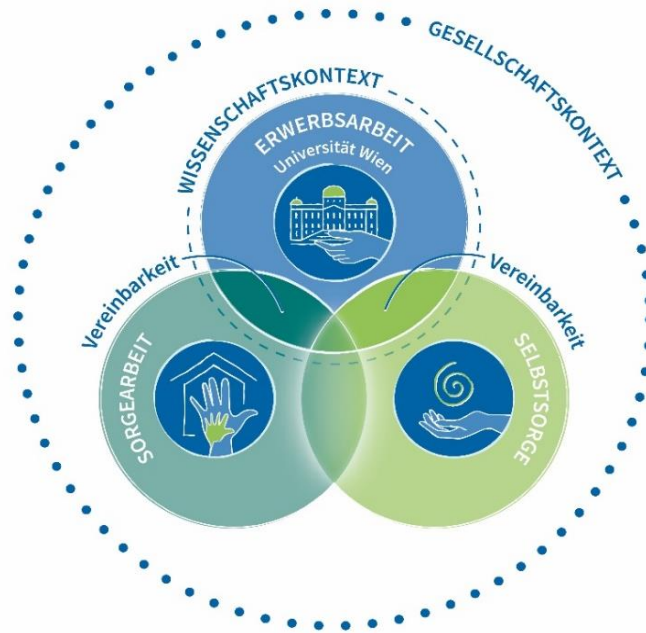 GESELLSCHAFTSKONTEXT
WISSENSCHAFTSKONTEXT
ERWERBSARBEIT
Universität Wien
Vereinbarkeit
Vereinbarkeit
SORGEARBEIT
SELBSTSORGE